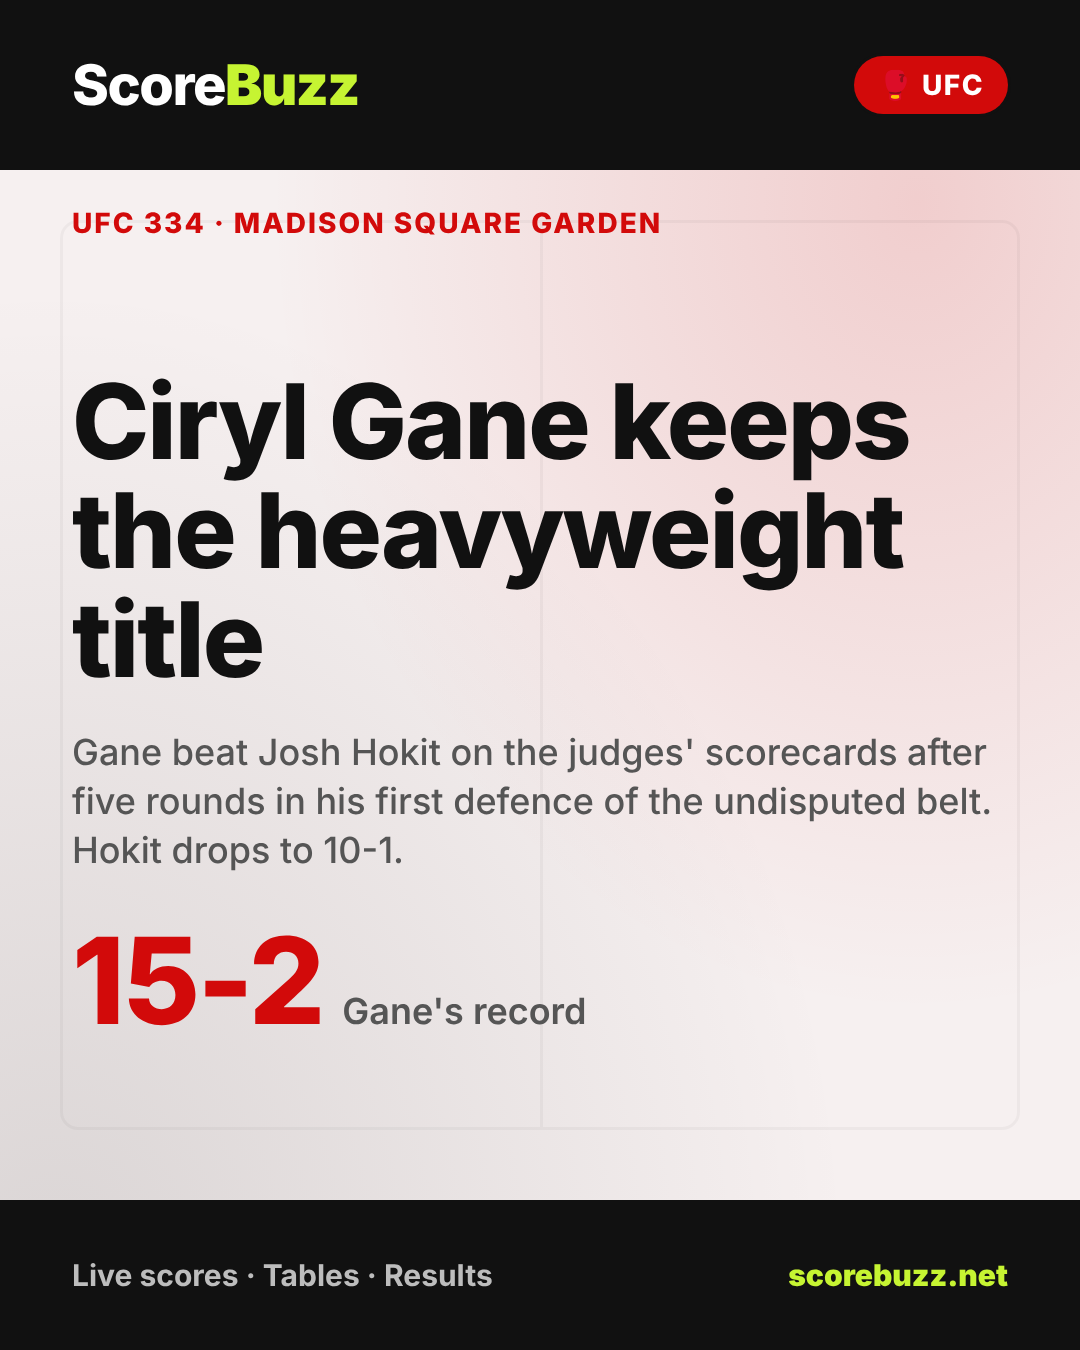 ScoreBuzz
UFC
UFC 334 · MADISON SQUARE GARDEN
Ciryl Gane keeps
the heavyweight
title
Gane beat Josh Hokit on the judges' scorecards after
five rounds in his first defence of the undisputed belt.
Hokit drops to 10-1.
15-2 Gane's record
Live scores · Tables · Results
scorebuzz.net